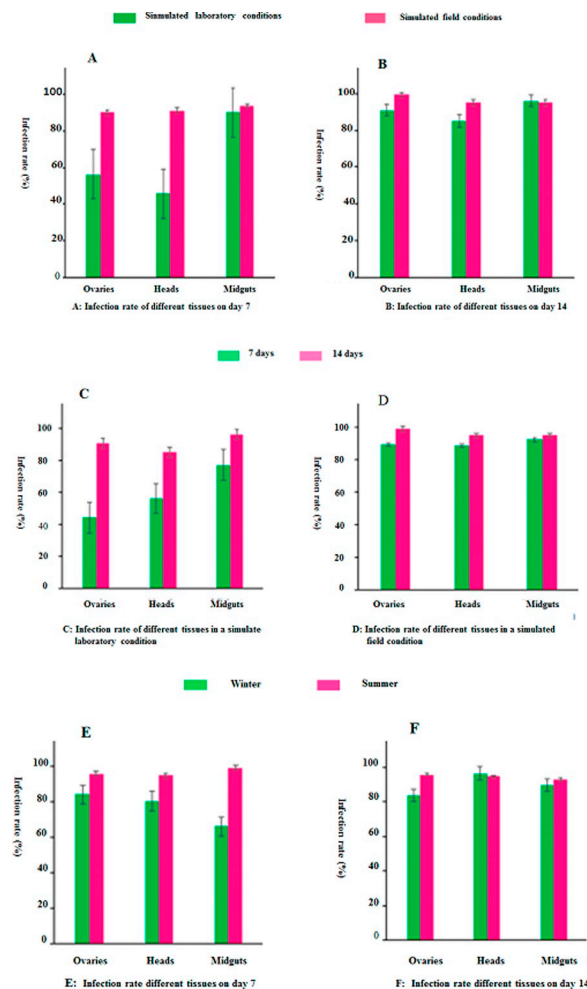 Sinmulated laboratory conditions Simulated field conditions
A
Infection rate (%)
100
80
60
40
20
0
Ovaries Heads Midguts
A: Infection rate of different tissues on day 7
B
Infection rate (%)
100
80
60
40
20
0
Ovaries Heads Midguts
B: Infection rate of different tissues on day 14
7 days 14 days
C
Infection rate (%)
100
80
60
40
20
0
Ovaries Heads Midguts
C: Infection rate of different tissues in a simulate
laboratory condition
D
Infection rate (%)
100
80
60
40
20
0
Ovaries Heads Midguts
D: Infection rate of different tissues in a simulated
field condition
Winter Summer
E
Infection rate (%)
100
80
60
40
20
0
Ovaries Heads Midguts
E: Infection rate different tissues on day 7
F
Infection rate (%)
100
80
60
40
20
0
Ovaries Heads Midguts
F: Infection rate different tissues on day 14